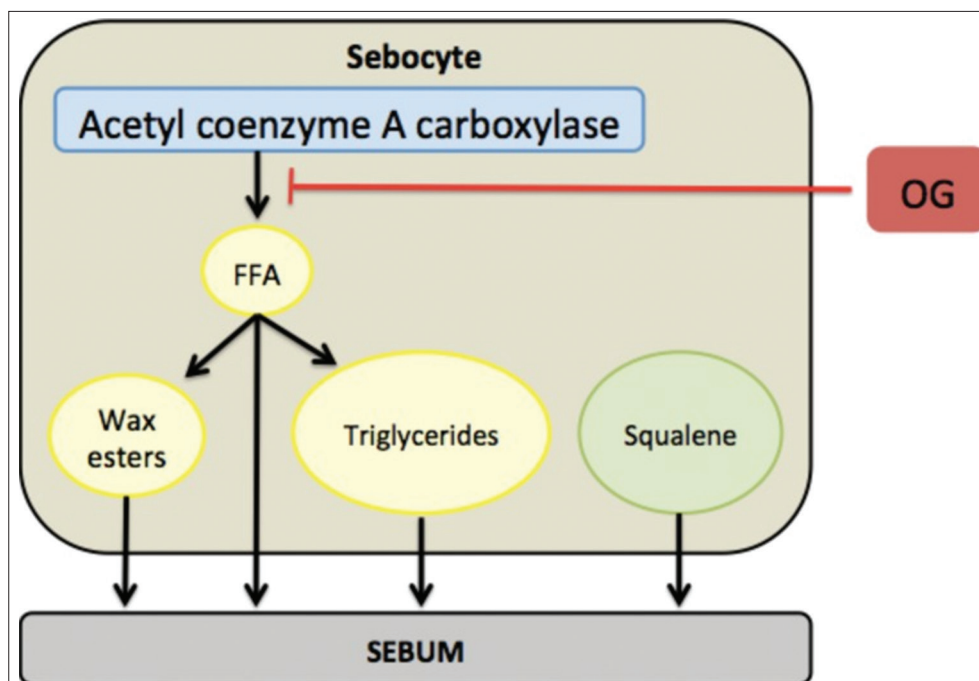 Sebocyte
Acetyl coenzyme A carboxylase
OG
FFA
Wax
esters
Triglycerides
Squalene
SEBUM